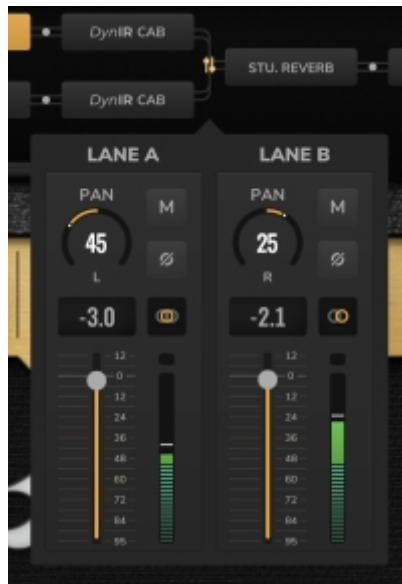 DynIR CAB
DynIR CAB
STU. REVERB
LANE A
LANE B
PAN
M
45
Ø
L
-3.0
12
0
12
24
36
48
60
72
84
96
PAN
M
25
Ø
R
-2.1
12
0
12
24
36
48
60
72
84
96